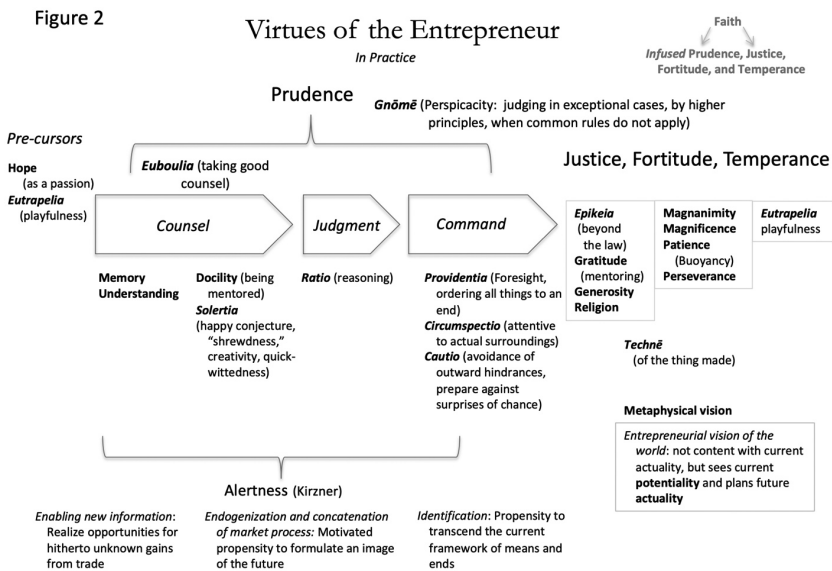 Figure 2
Virtues of the Entrepreneur
In Practice
Faith
Infused Prudence, Justice,
Fortitude, and Temperance
Prudence
Gnōmē (Perspicacity: judging in exceptional cases, by higher
principles, when common rules do not apply)
Pre-cursors
Hope
(as a passion)
Eutrapelia
(playfulness)
Euboulia (taking good
counsel)
Counsel
Judgment
Command
Justice, Fortitude, Temperance
Epikeia
(beyond
the law)
Gratitude
(mentoring)
Generosity
Religion
Magnanimity
Magnificence
Patience
(Buoyancy)
Perseverance
Eutrapelia
playfulness
Memory
Understanding
Docility (being
mentored)
Solertia
(happy conjecture,
“shrewdness,”
creativity, quick-
wittedness)
Ratio (reasoning)
Providentia (Foresight,
ordering all things to an
end)
Circumspectio (attentive
to actual surroundings)
Cautio (avoidance of
outward hindrances,
prepare against
surprises of chance)
Technē
(of the thing made)
Metaphysical vision
Entrepreneurial vision of the
world: not content with current
actuality, but sees current
potentiality and plans future
actuality
Alertness (Kirzner)
Enabling new information:
Realize opportunities for
hitherto unknown gains
from trade
Endogenization and concatenation
of market process: Motivated
propensity to formulate an image
of the future
Identification: Propensity to
transcend the current
framework of means and
ends